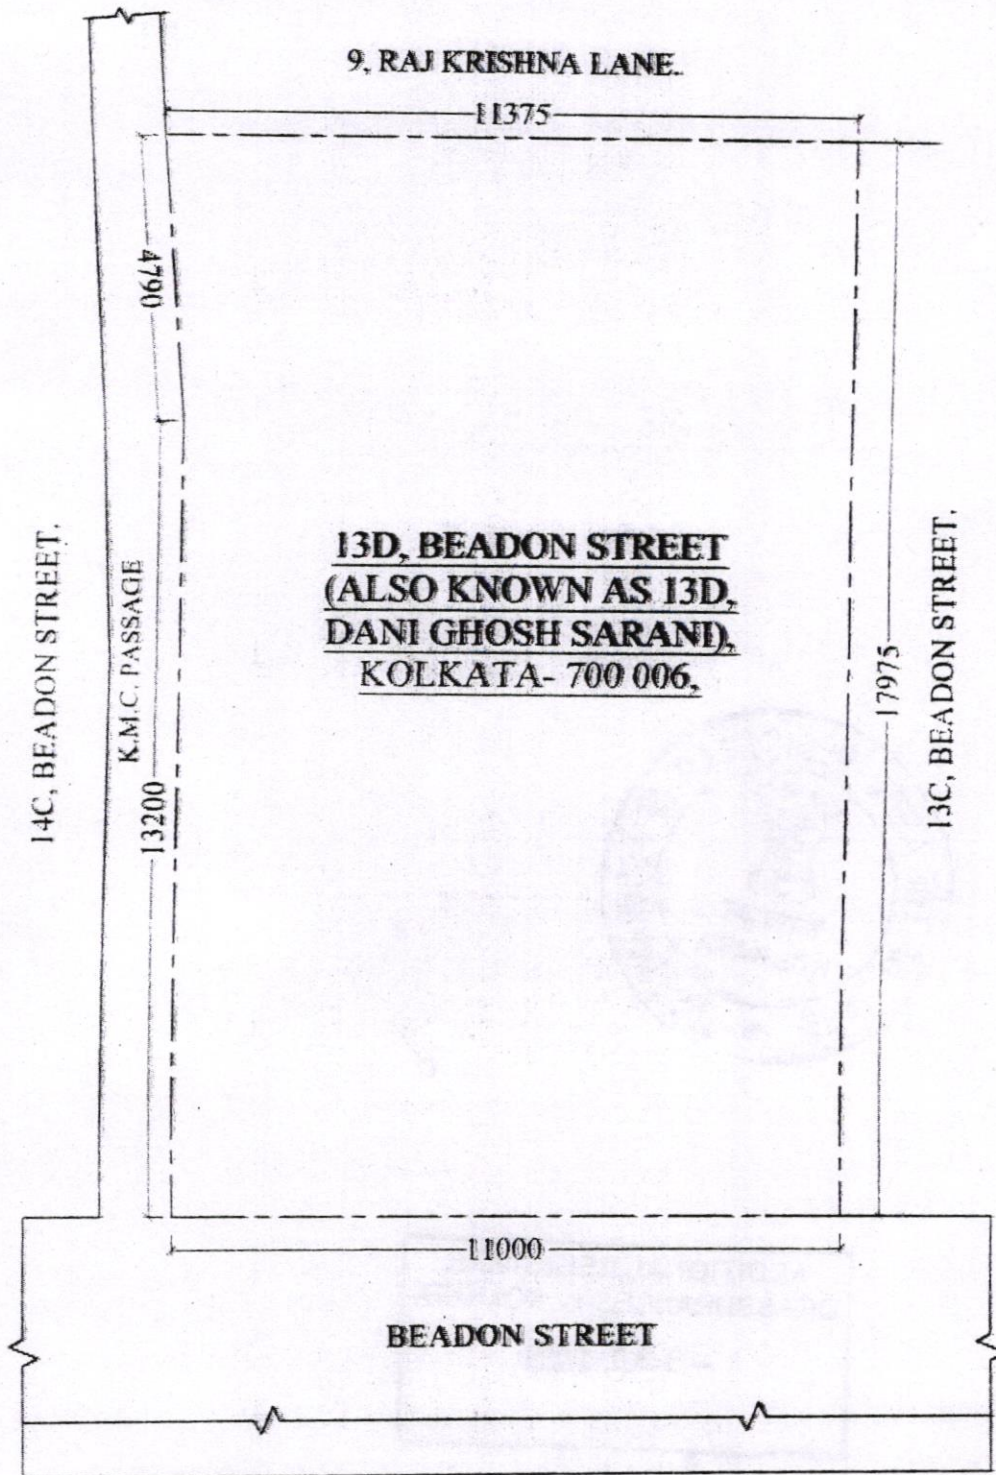 9, RAJ KRISHNA LANE.
11375
4790
13D, BEADON STREET
(ALSO KNOWN AS 13D,
DANI GHOSH SARANI),
KOLKATA- 700 006,
14C, BEADON STREET.
K.M.C. PASSAGE
13200
17975
13C, BEADON STREET.
11000
BEADON STREET